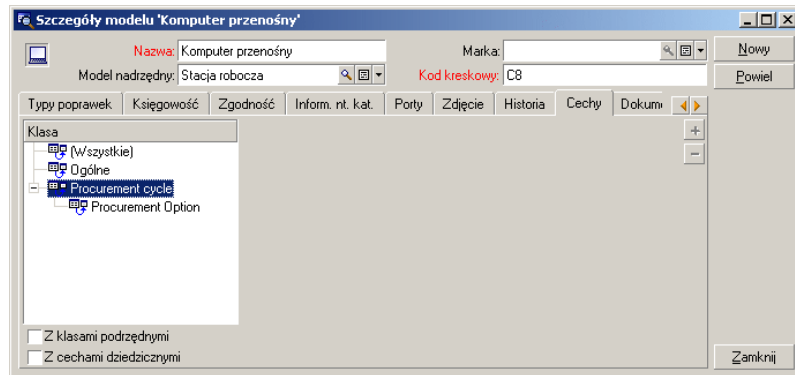 Szczegóły modelu 'Komputer przenośny'
Nazwa: Komputer przenośny Marka: Nowy
Model nadrzędny: Stacja robocza Kod kreskowy: C8 Powiel
Typy poprawek Księgowość Zgodność Inform. nt. kat. Porty Zdjęcie Historia Cechy Dokum
Klasa
(Wszystkie)
Ogólne
Procurement cycle
Procurement Option
Z klasami podrzędnymi
Z cechami dziedzicznymi Zamknij